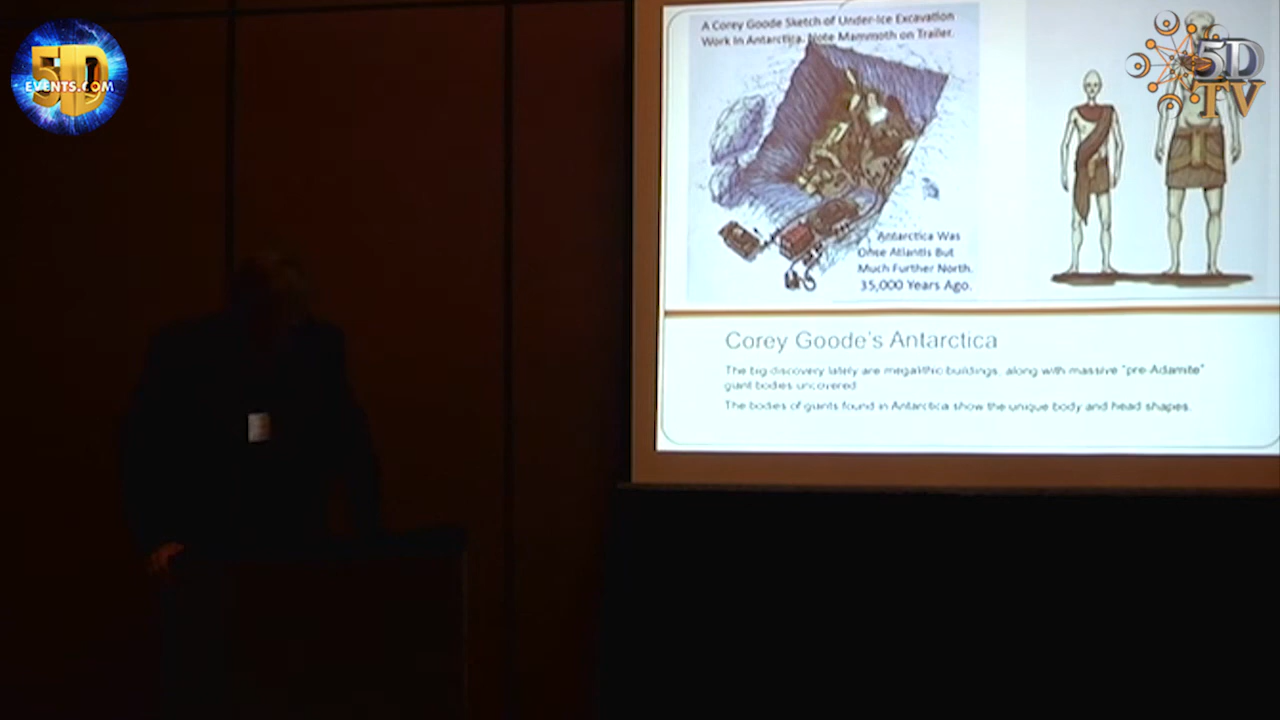 5D
EVENTS.COM
A Corey Goode Sketch of Under-Ice Excavation
Work In Antarctica. Note Mammoth on Trailer.
5D
TV
Antarctica Was
Once Atlantis But
Much Further North.
35,000 Years Ago.
Corey Goode's Antarctica
The big discovery lately are megalithic buildings, along with massive "pre-Adamite"
giant bodies uncovered
The bodies of giants found in Antarctica show the unique body and head shapes.